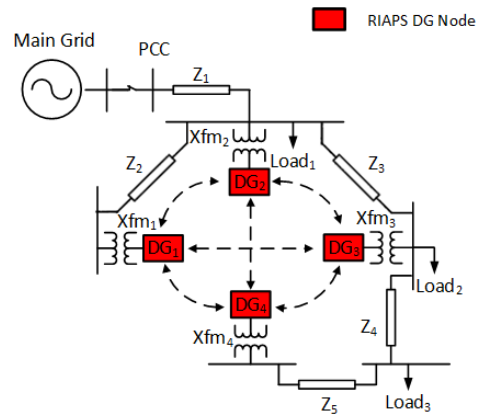 RIAPS DG Node
Main Grid
PCC
Z₁
Xfm₂
Load₁
Z₂
Z₃
DG₂
Xfm₁
Xfm₃
DG₁
DG₃
Load₂
DG₄
Xfm₄
Z₄
Z₅
Load₃